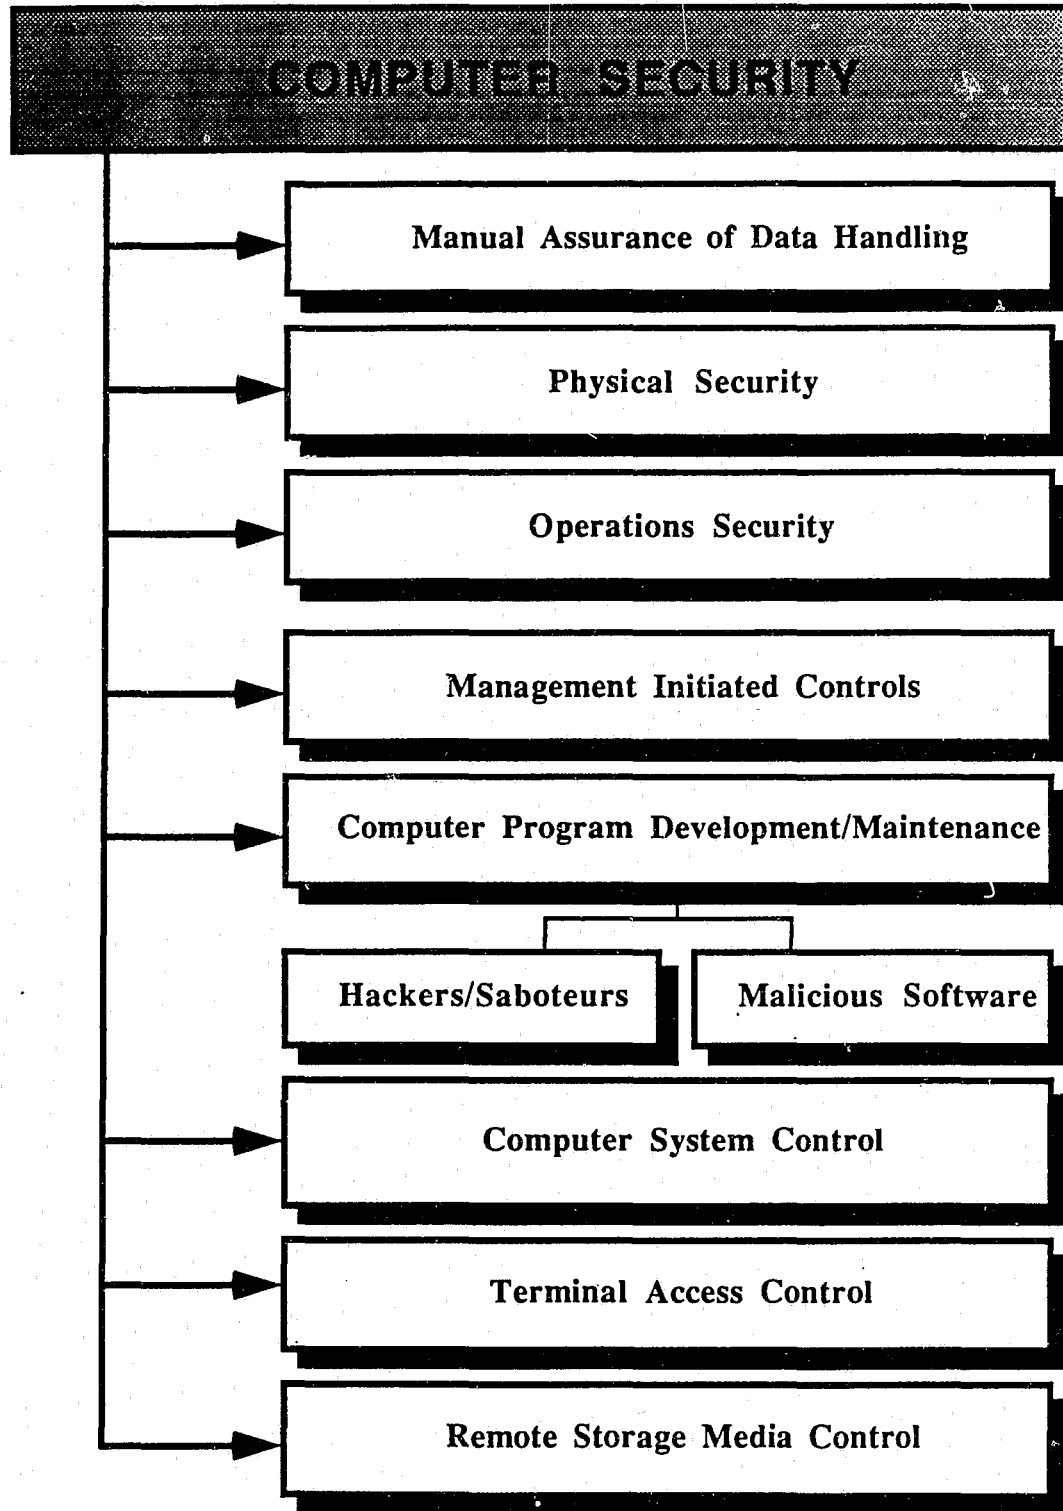 COMPUTER SECURITY
Manual Assurance of Data Handling
Physical Security
Operations Security
Management Initiated Controls
Computer Program Development/Maintenance
Hackers/Saboteurs
Malicious Software
Computer System Control
Terminal Access Control
Remote Storage Media Control